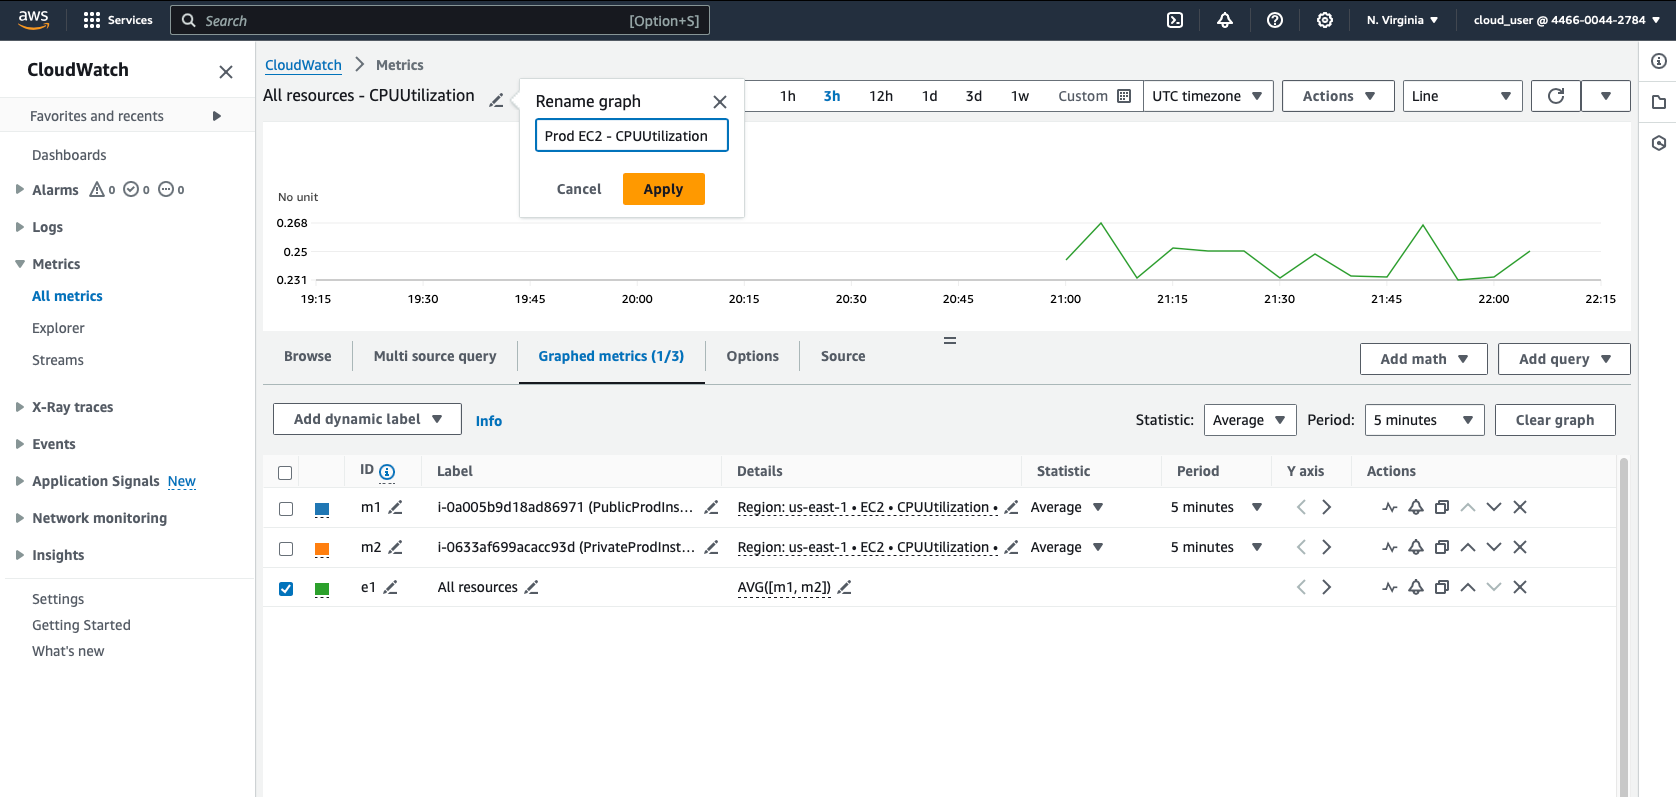 aws Services Search [Option+S] N. Virginia cloud_user @ 4466-0044-2784
CloudWatch
Favorites and recents
Dashboards
Alarms 0 0 0
Logs
Metrics
All metrics
Explorer
Streams
X-Ray traces
Events
Application Signals New
Network monitoring
Insights
Settings
Getting Started
What's new
CloudWatch Metrics
All resources - CPUUtilization
Rename graph
Prod EC2 - CPUUtilization
Cancel Apply
1h 3h 12h 1d 3d 1w Custom UTC timezone Actions Line
No unit
0.268
0.25
0.231
19:15 19:30 19:45 20:00 20:15 20:30 20:45 21:00 21:15 21:30 21:45 22:00 22:15
Browse Multi source query Graphed metrics (1/3) Options Source Add math Add query
Add dynamic label Info Statistic: Average Period: 5 minutes Clear graph
ID Label Details Statistic Period Y axis Actions
m1 i-0a005b9d18ad86971 (PublicProdIns... Region: us-east-1 • EC2 • CPUUtilization • Average 5 minutes
m2 i-0633af699acacc93d (PrivateProdInst... Region: us-east-1 • EC2 • CPUUtilization • Average 5 minutes
e1 All resources AVG([m1, m2])